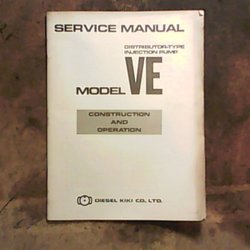 SERVICE MANUAL
DISTRIBUTOR-TYPE
INJECTION PUMP
MODEL VE
CONSTRUCTION
AND
OPERATION
DIESEL KIKI CO., LTD.